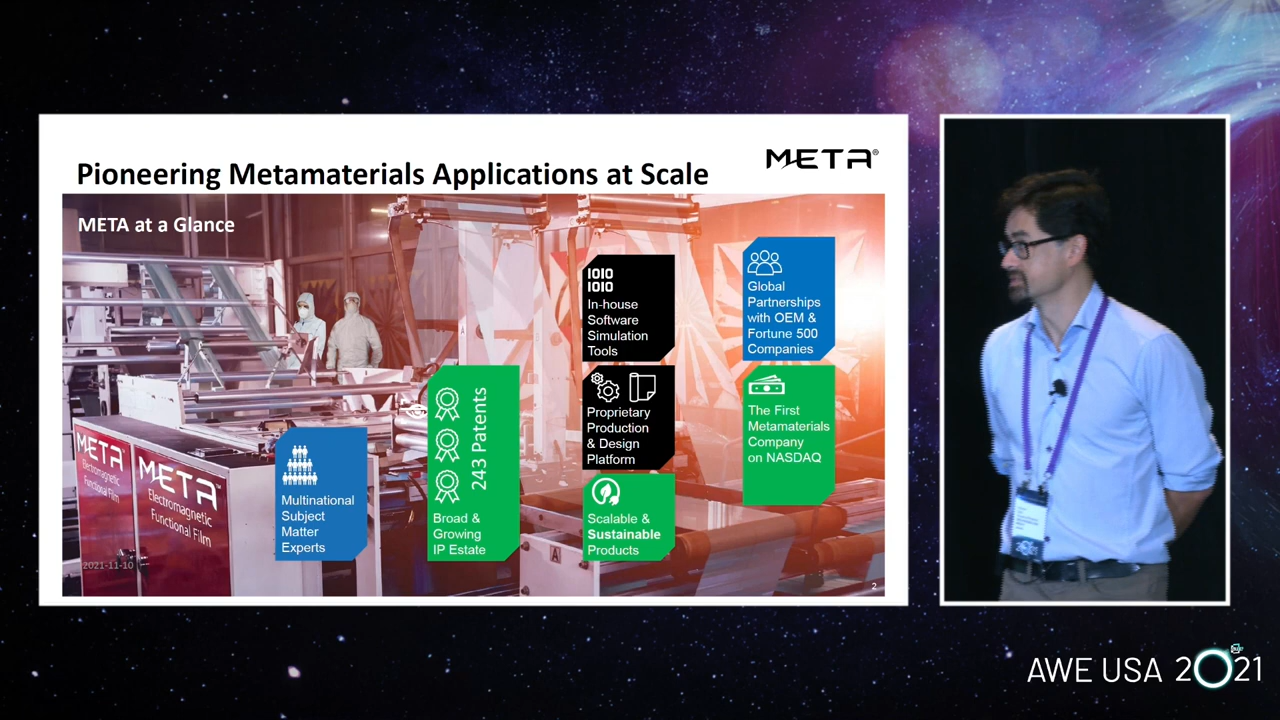 Pioneering Metamaterials Applications at Scale
META®
META at a Glance
IOIO
IOIO
In-house
Software
Simulation
Tools
Global
Partnerships
with OEM &
Fortune 500
Companies
243 Patents
Broad &
Growing
IP Estate
Proprietary
Production
& Design
Platform
The First
Metamaterials
Company
on NASDAQ
Multinational
Subject
Matter
Experts
Scalable &
Sustainable
Products
META
Electromagnetic
Functional Film
META
Electromagnetic
Functional Film
A
2021-11-10
2
AWE USA 2021